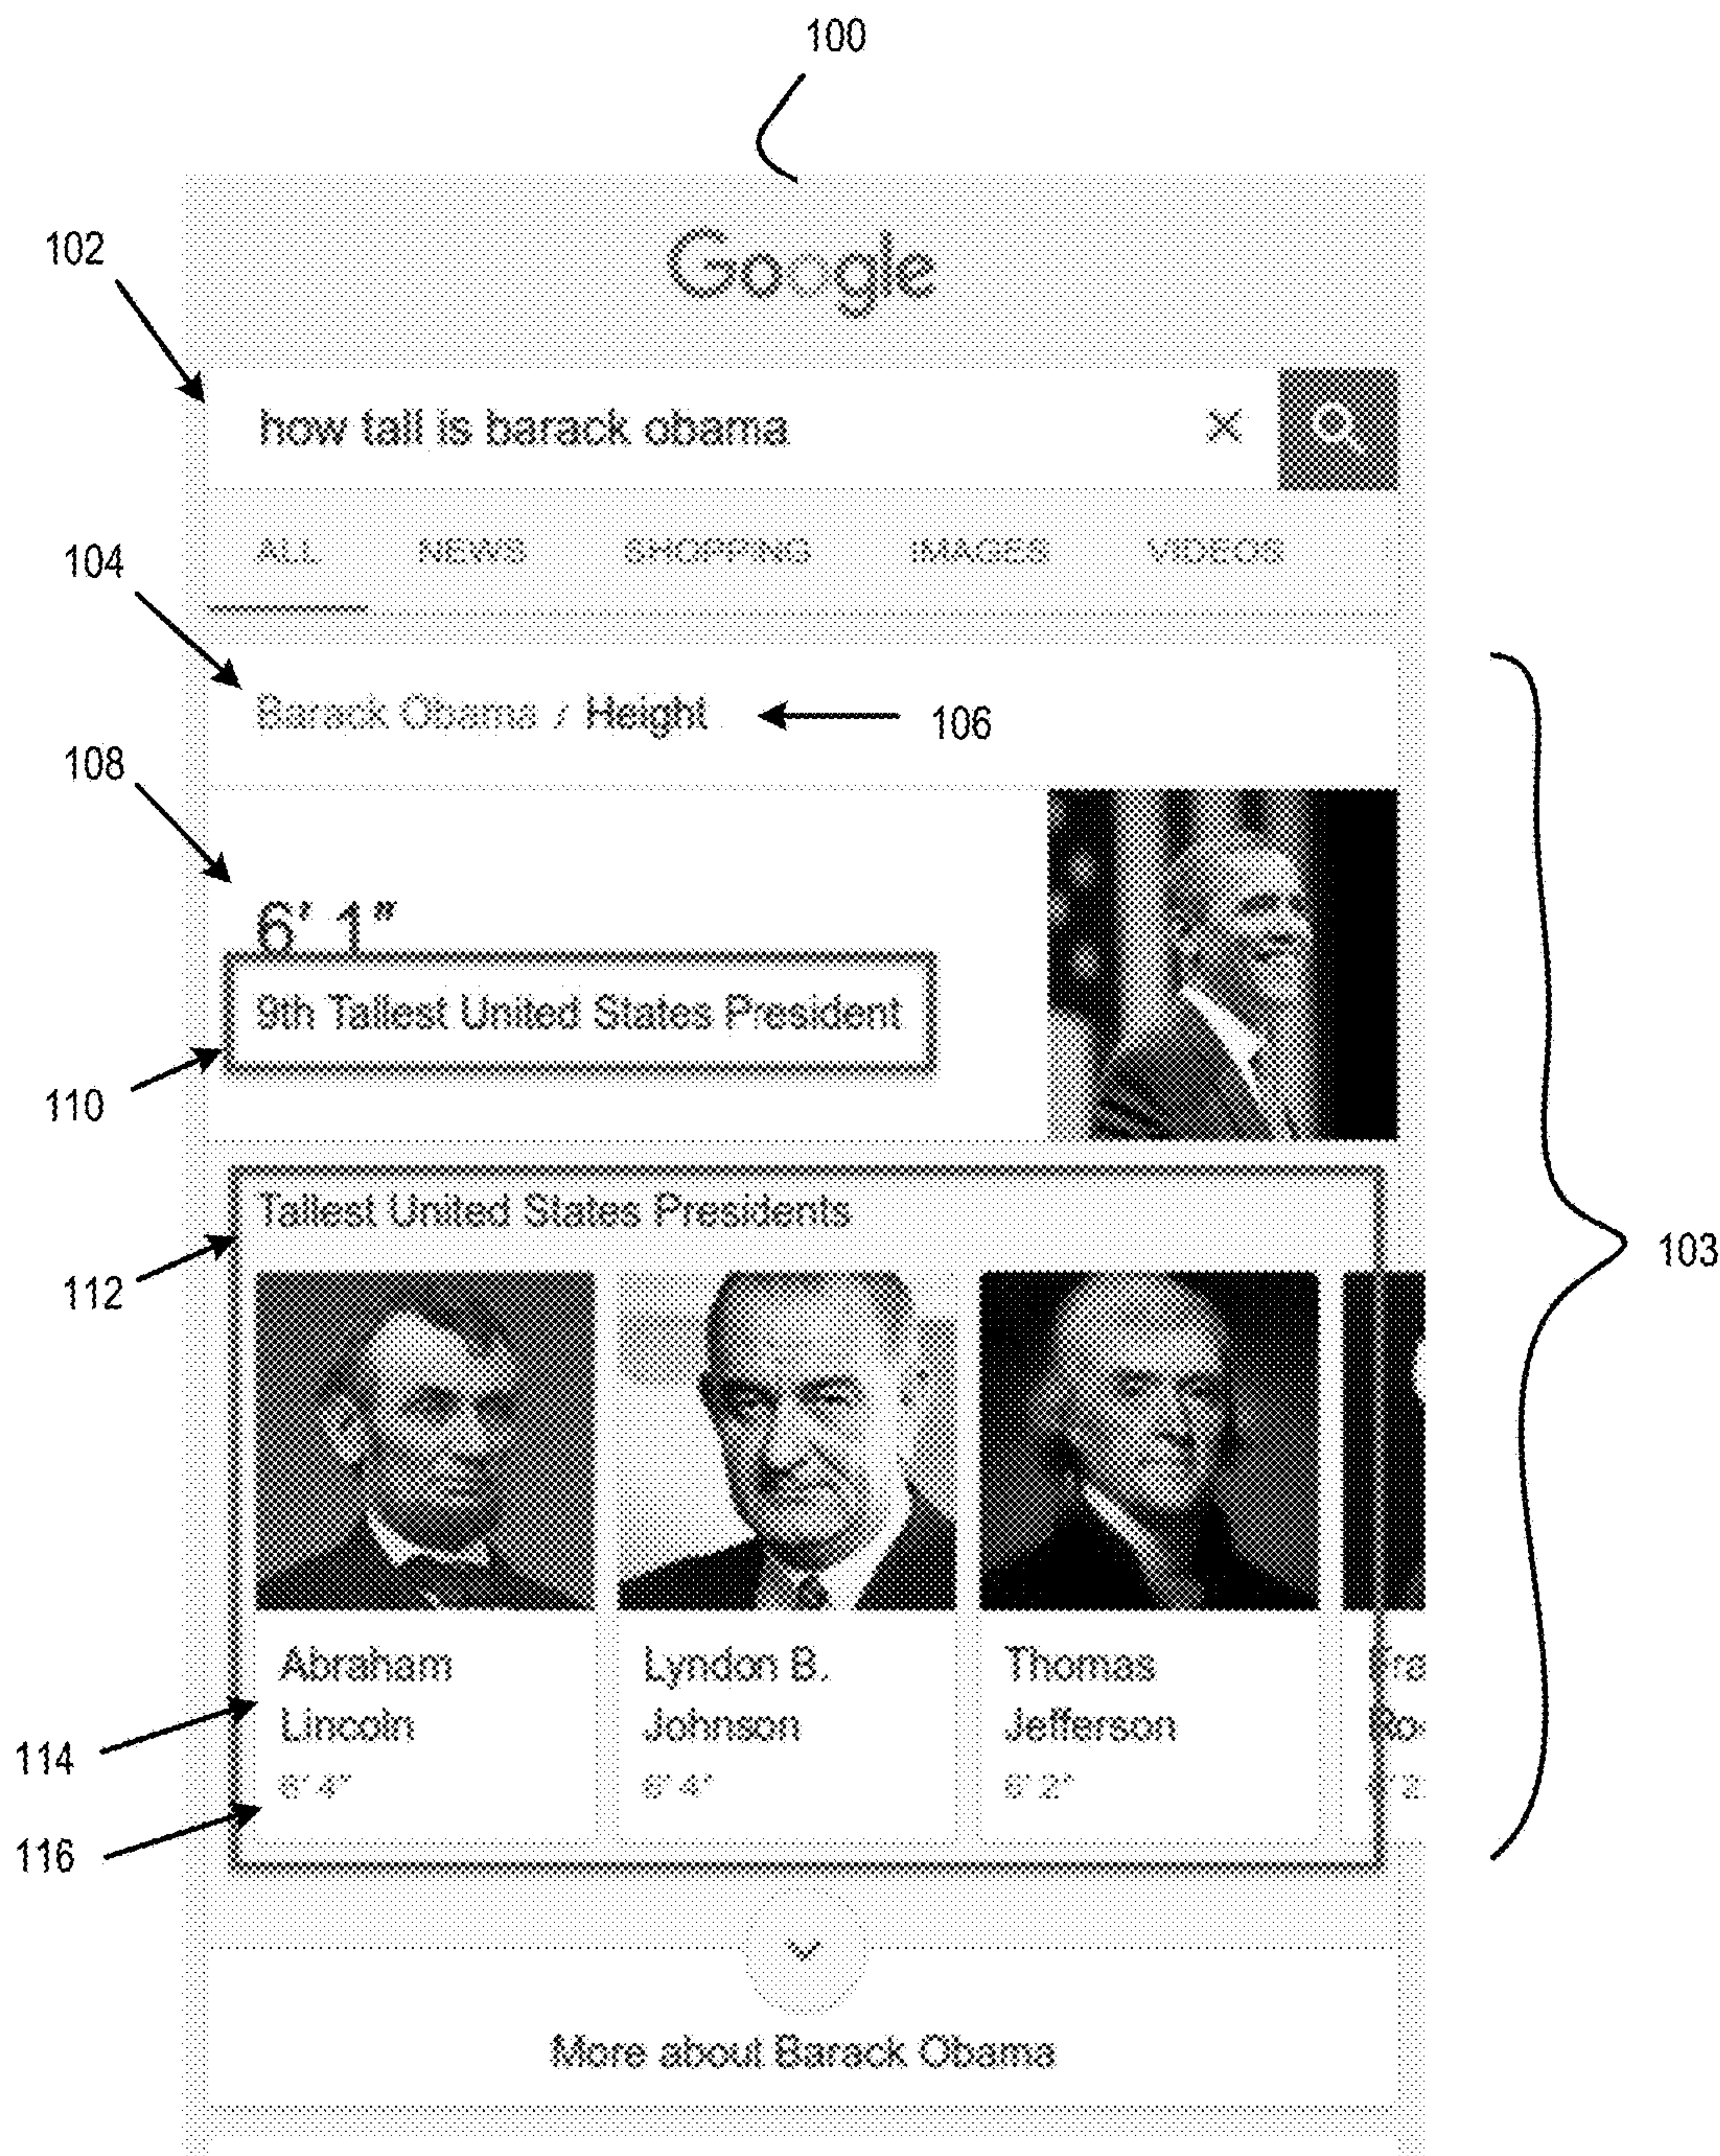 100
Google
102
how tall is barack obama
ALL NEWS SHOPPING IMAGES VIDEOS
104
Barack Obama / Height
106
108
6' 1"
9th Tallest United States President
110
Tallest United States Presidents
112
103
Abraham Lyndon B. Thomas Fra
Lincoln Johnson Jefferson
114
6' 4" 6' 4" 6' 2"
116
More about Barack Obama